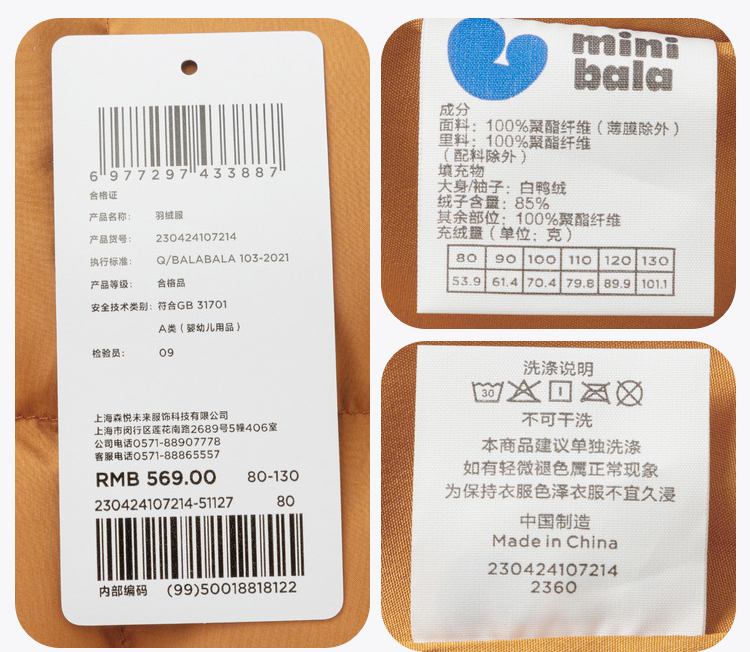 6 977297 433887
合格证
产品名称: 羽绒服
产品货号: 230424107214
执行标准: Q/BALABALA 103-2021
产品等级: 合格品
安全技术类别: 符合GB 31701
A类（婴幼儿用品）
检验员: 09
上海森悦未来服饰科技有限公司
上海市闵行区莲花南路2689号5幢406室
公司电话0571-88907778
客服电话0571-88865557
RMB 569.00 80-130
230424107214-51127 80
内部编码 (99)50018818122
mini
bala
成分
面料: 100%聚酯纤维（薄膜除外）
里料: 100%聚酯纤维
（配料除外）
填充物
大身/袖子: 白鸭绒
绒子含量: 85%
其余部位: 100%聚酯纤维
充绒量（单位: 克）
80 90 100 110 120 130
53.9 61.4 70.4 79.8 89.9 101.1
洗涤说明
30
不可干洗
本商品建议单独洗涤
如有轻微褪色属正常现象
为保持衣服色泽衣服不宜久浸
中国制造
Made in China
230424107214
2360